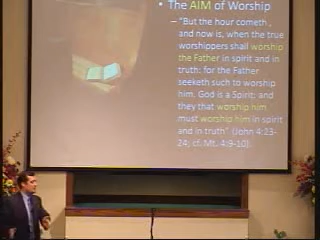 • The AIM of Worship
– "But the hour cometh ,
and now is, when the true
worshippers shall worship
the Father in spirit and in
truth: for the Father
seeketh such to worship
him. God is a Spirit: and
they that worship him
must worship him in spirit
and in truth" (John 4:23-
24; cf. Mt. 4:9-10).